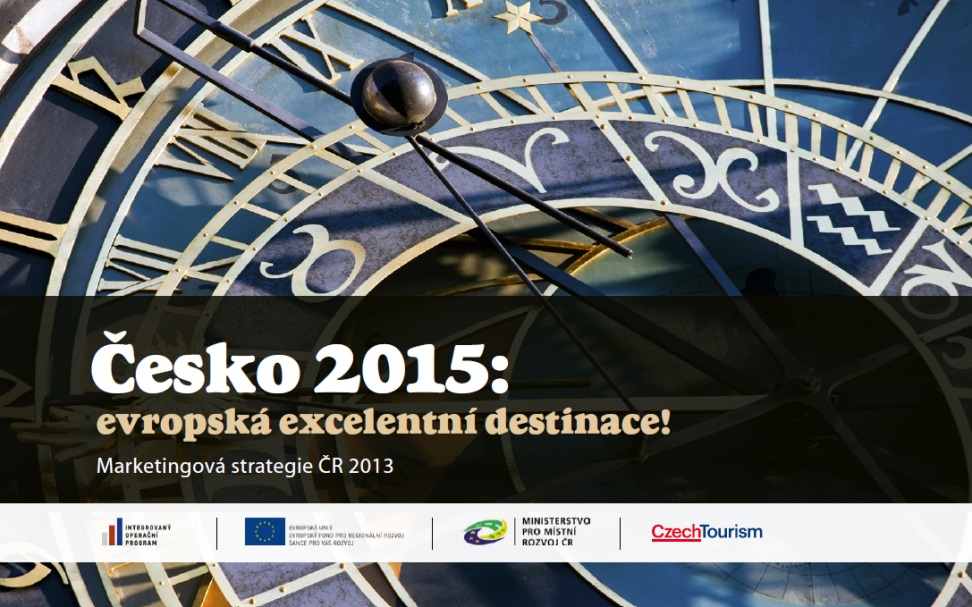 Česko 2015:
evropská excelentní destinace!
Marketingová strategie ČR 2013
INTEGROVANÝ
OPERAČNÍ
PROGRAM
EVROPSKÁ UNIE
EVROPSKÝ FOND PRO REGIONÁLNÍ ROZVOJ
ŠANCE PRO VÁŠ ROZVOJ
MINISTERSTVO
PRO MÍSTNÍ
ROZVOJ ČR
CzechTourism